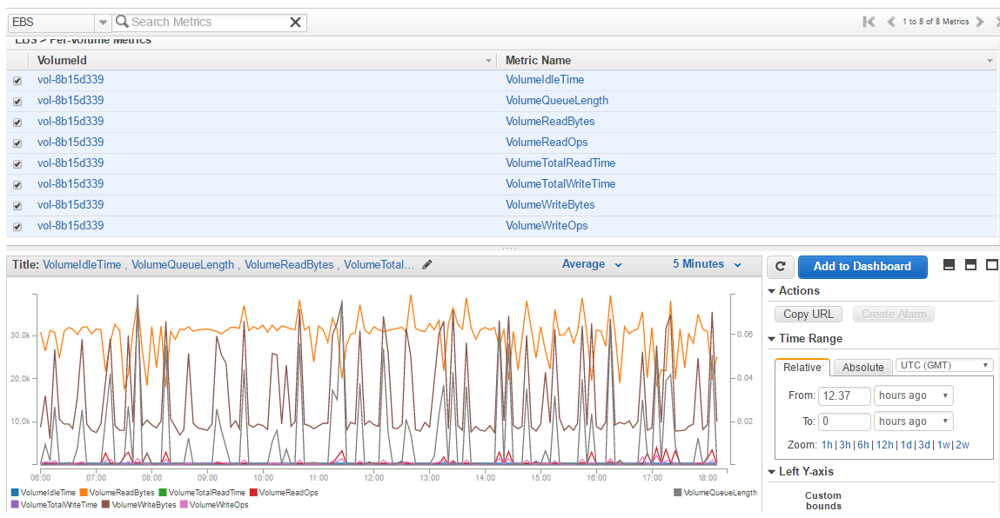 EBS Search Metrics 1 to 8 of 8 Metrics
EBS > Per-Volume Metrics
VolumeId Metric Name
vol-8b15d339 VolumeIdleTime
vol-8b15d339 VolumeQueueLength
vol-8b15d339 VolumeReadBytes
vol-8b15d339 VolumeReadOps
vol-8b15d339 VolumeTotalReadTime
vol-8b15d339 VolumeTotalWriteTime
vol-8b15d339 VolumeWriteBytes
vol-8b15d339 VolumeWriteOps
Title: VolumeIdleTime , VolumeQueueLength , VolumeReadBytes , VolumeTotal... Average 5 Minutes
30.0k
20.0k
10.0k
0.06
0.04
0.02
06:00 07:00 08:00 09:00 10:00 11:00 12:00 13:00 14:00 15:00 16:00 17:00 18:00
VolumeIdleTime VolumeReadBytes VolumeTotalReadTime VolumeReadOps VolumeQueueLength
VolumeTotalWriteTime VolumeWriteBytes VolumeWriteOps
Add to Dashboard
Actions
Copy URL Create Alarm
Time Range
Relative Absolute UTC (GMT)
From: 12.37 hours ago
To: 0 hours ago
Zoom: 1h|3h|6h|12h|1d|3d|1w|2w
Left Y-axis
Custom
bounds